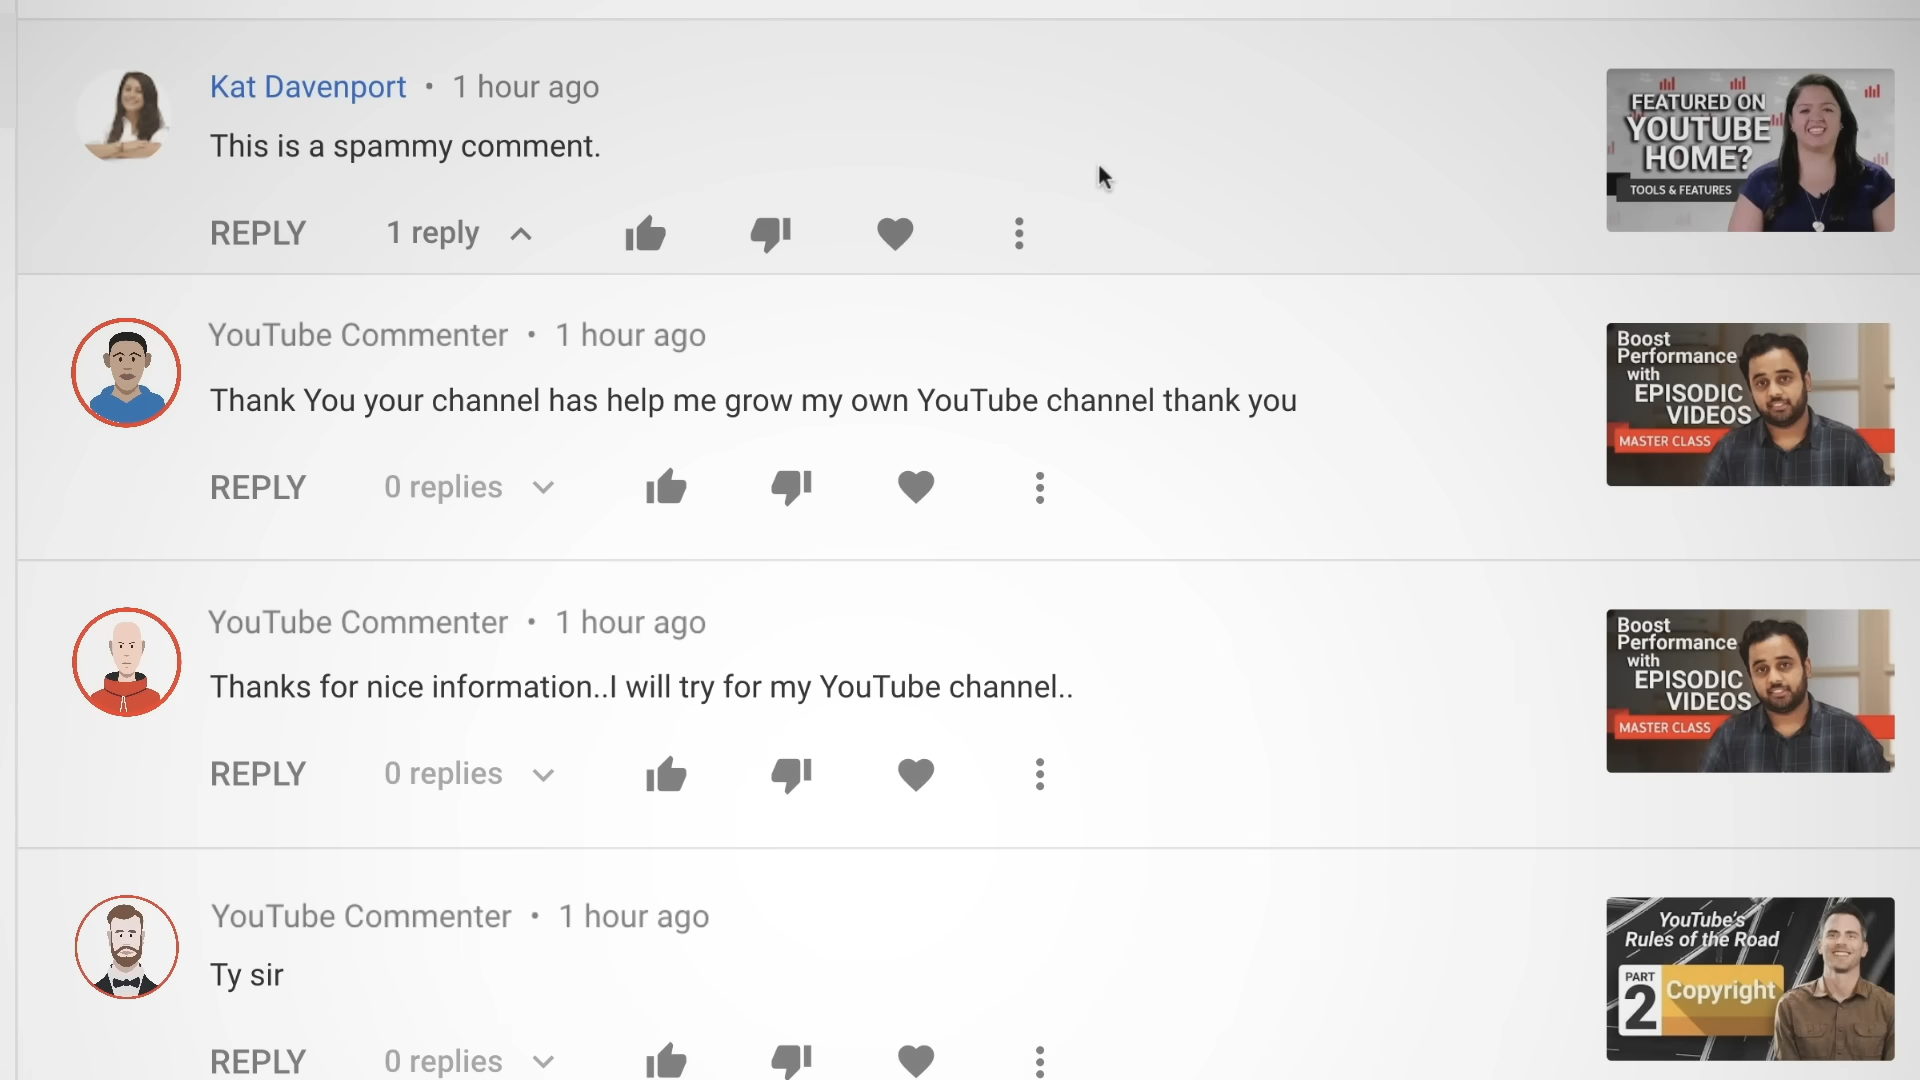 Kat Davenport • 1 hour ago
This is a spammy comment.
REPLY 1 reply
FEATURED ON
YOUTUBE
HOME?
TOOLS & FEATURES
YouTube Commenter • 1 hour ago
Thank You your channel has help me grow my own YouTube channel thank you
REPLY 0 replies
Boost
Performance
with
EPISODIC
VIDEOS
MASTER CLASS
YouTube Commenter • 1 hour ago
Thanks for nice information..I will try for my YouTube channel..
REPLY 0 replies
Boost
Performance
with
EPISODIC
VIDEOS
MASTER CLASS
YouTube Commenter • 1 hour ago
Ty sir
REPLY 0 replies
YouTube's
Rules of the Road
PART
2 Copyright